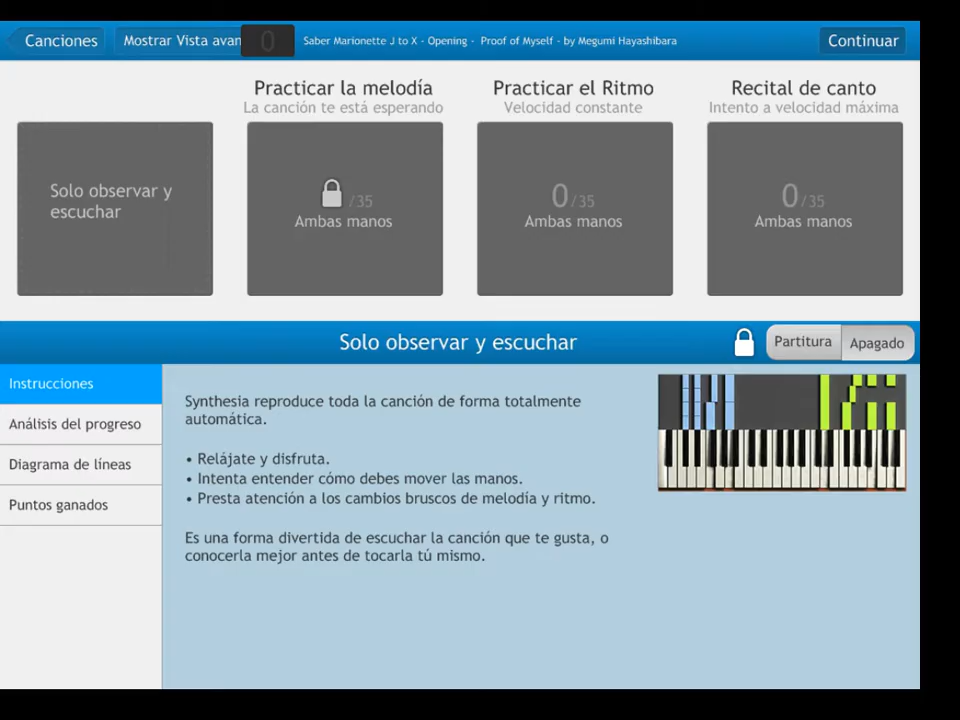 Canciones
Mostrar Vista avan
0
Saber Marionette J to X - Opening - Proof of Myself - by Megumi Hayashibara
Continuar
Practicar la melodía
La canción te está esperando
Practicar el Ritmo
Velocidad constante
Recital de canto
Intento a velocidad máxima
Solo observar y
escuchar
/35
Ambas manos
0/35
Ambas manos
0/35
Ambas manos
Solo observar y escuchar
Partitura
Apagado
Instrucciones
Análisis del progreso
Diagrama de líneas
Puntos ganados
Synthesia reproduce toda la canción de forma totalmente
automática.
• Relájate y disfruta.
• Intenta entender cómo debes mover las manos.
• Presta atención a los cambios bruscos de melodía y ritmo.
Es una forma divertida de escuchar la canción que te gusta, o
conocerla mejor antes de tocarla tú mismo.